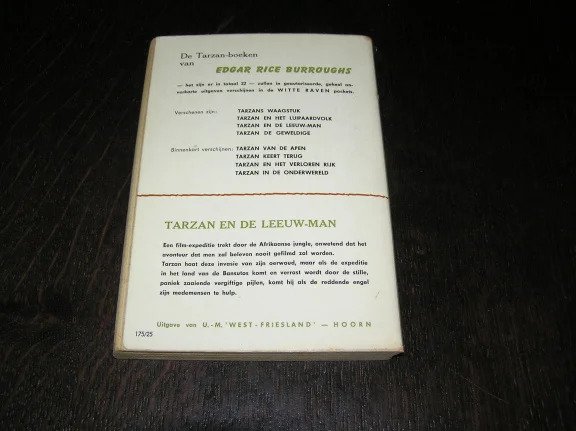 De Tarzan-boeken
van
EDGAR RICE BURROUGHS
— het zijn er in totaal 22 — zullen in geautoriseerde, geheel on-
verkorte uitgaven verschijnen in de WITTE RAVEN pockets.
Verschenen zijn: TARZANS WAAGSTUK
TARZAN EN HET LUIPAARDVOLK
TARZAN EN DE LEEUW-MAN
TARZAN DE GEWELDIGE
Binnenkort verschijnen: TARZAN VAN DE APEN
TARZAN KEERT TERUG
TARZAN EN HET VERLOREN RIJK
TARZAN IN DE ONDERWERELD
TARZAN EN DE LEEUW-MAN
Een film-expeditie trekt door de Afrikaanse jungle, onwetend dat het
avontuur dat men zal beleven nooit gefilmd zal worden.
Tarzan haat deze invasie van zijn oerwoud, maar als de expeditie
in het land van de Bansutos komt en verrast wordt door de stille,
paniek zaaiende vergiftige pijlen, komt hij als de reddende engel
zijn medemensen te hulp.
Uitgave van U.-M. 'WEST-FRIESLAND' — HOORN
175/25